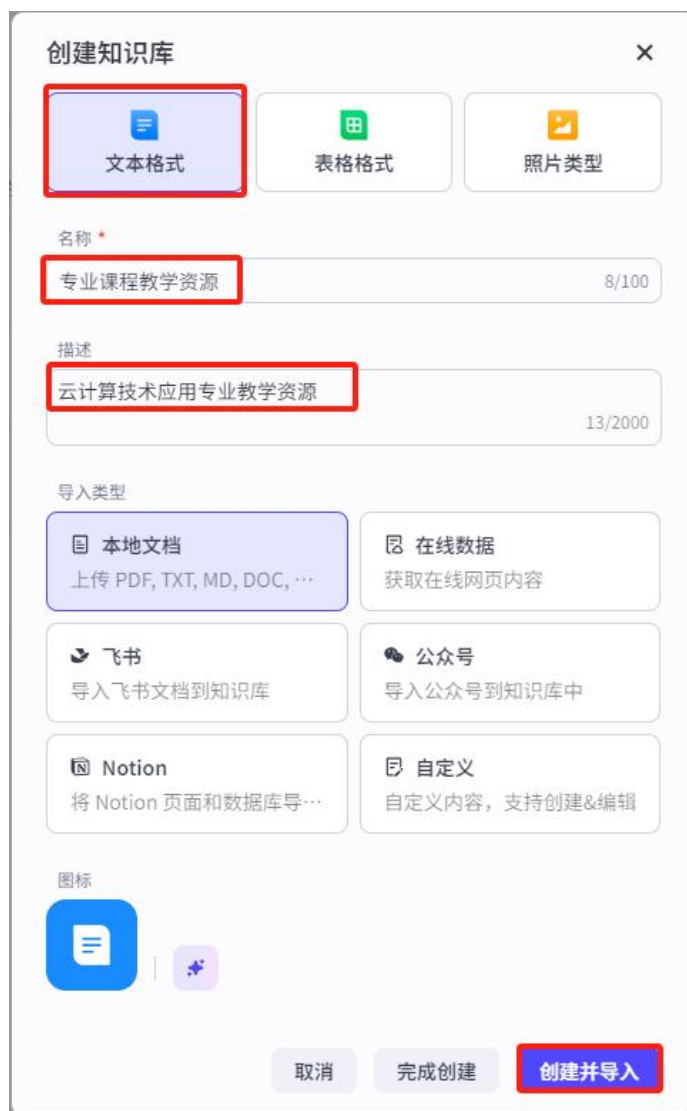 创建知识库
文本格式 表格格式 照片类型
名称 *
专业课程教学资源 8/100
描述
云计算技术应用专业教学资源
13/2000
导入类型
本地文档 在线数据
上传 PDF, TXT, MD, DOC, ··· 获取在线网页内容
飞书 公众号
导入飞书文档到知识库 导入公众号到知识库中
Notion 自定义
将 Notion 页面和数据库导··· 自定义内容，支持创建&编辑
图标
取消 完成创建 创建并导入